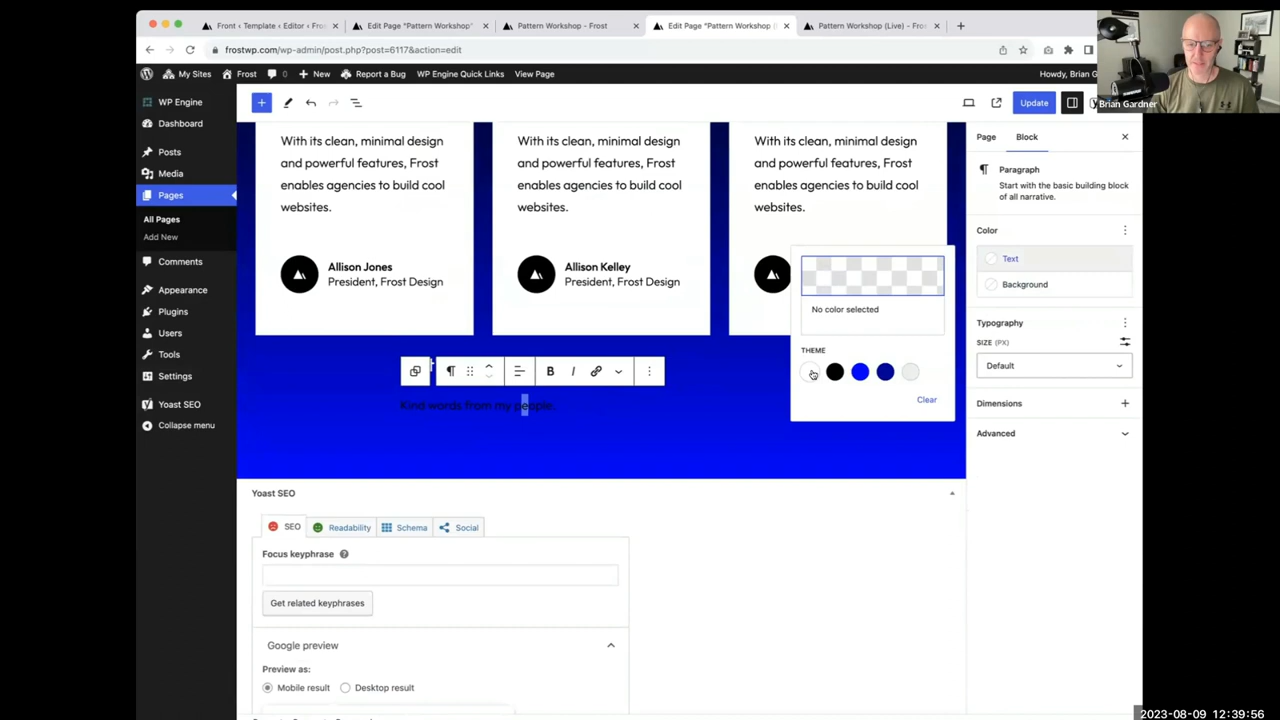 Front ‹ Template ‹ Editor ‹ Fro
Edit Page "Pattern Workshop"
Pattern Workshop - Frost
Edit Page "Pattern Workshop (
Pattern Workshop (Live) - Fros
frostwp.com/wp-admin/post.php?post=6117&action=edit
My Sites
Frost
0
New
Report a Bug
WP Engine Quick Links
View Page
Howdy, Brian G
Brian Gardner
WP Engine
Dashboard
Posts
Media
Pages
All Pages
Add New
Comments
Appearance
Plugins
Users
Tools
Settings
Yoast SEO
Collapse menu
Update
With its clean, minimal design
and powerful features, Frost
enables agencies to build cool
websites.
Allison Jones
President, Frost Design
With its clean, minimal design
and powerful features, Frost
enables agencies to build cool
websites.
Allison Kelley
President, Frost Design
With its clean, minimal design
and powerful features, Frost
enables agencies to build cool
websites.
No color selected
THEME
Clear
B
I
Kind words from my people.
Page
Block
Paragraph
Start with the basic building block
of all narrative.
Color
Text
Background
Typography
SIZE (PX)
Default
Dimensions
Advanced
Yoast SEO
SEO
Readability
Schema
Social
Focus keyphrase
Get related keyphrases
Google preview
Preview as:
Mobile result
Desktop result
2023-08-09 12:39:56